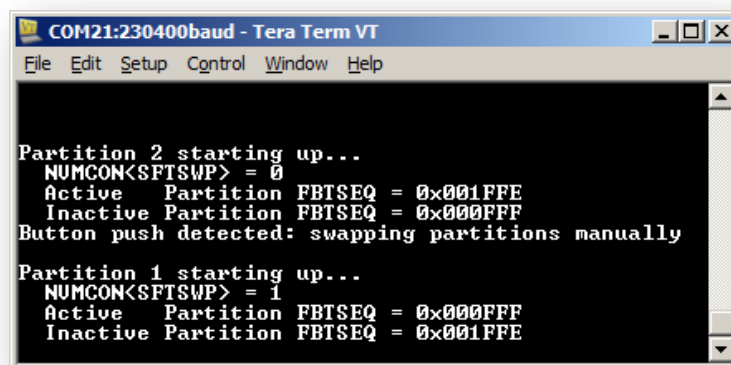 COM21:230400baud - Tera Term VT
File Edit Setup Control Window Help
Partition 2 starting up...
NVMCON<SFTSWP> = 0
Active Partition FBTSEQ = 0x001FFE
Inactive Partition FBTSEQ = 0x000FFF
Button push detected: swapping partitions manually
Partition 1 starting up...
NVMCON<SFTSWP> = 1
Active Partition FBTSEQ = 0x000FFF
Inactive Partition FBTSEQ = 0x001FFE